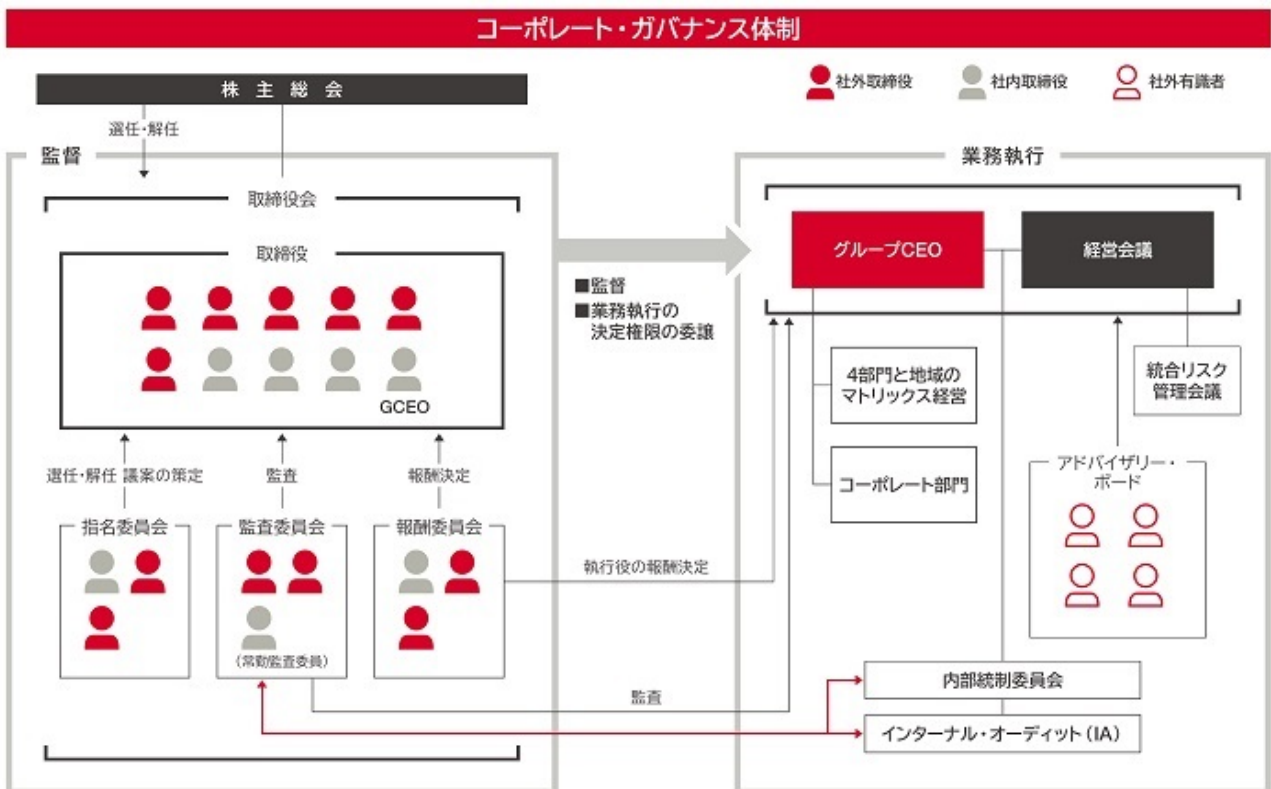 コーポレート・ガバナンス体制
株主総会
社外取締役
社内取締役
社外有識者
選任・解任
監督
業務執行
取締役会
取締役
グループCEO
経営会議
■監督
■業務執行の
決定権限の委譲
GCEO
4部門と地域の
マトリックス経営
統合リスク
管理会議
選任・解任 議案の策定
監査
報酬決定
コーポレート部門
アドバイザリー・
ボード
指名委員会
監査委員会
報酬委員会
執行役の報酬決定
(常勤監査委員)
内部統制委員会
監査
インターナル・オーディット(IA)